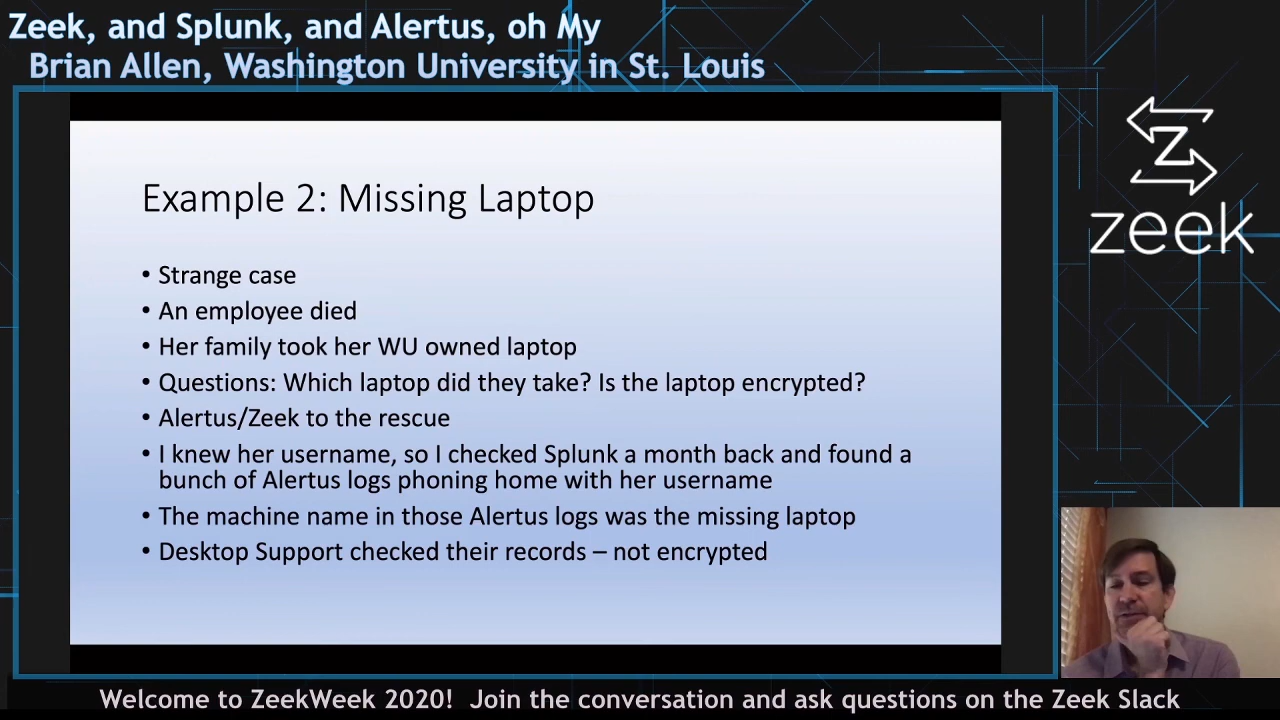 Zeek, and Splunk, and Alertus, oh My
Brian Allen, Washington University in St. Louis
Example 2: Missing Laptop
• Strange case
• An employee died
• Her family took her WU owned laptop
• Questions: Which laptop did they take? Is the laptop encrypted?
• Alertus/Zeek to the rescue
• I knew her username, so I checked Splunk a month back and found a
bunch of Alertus logs phoning home with her username
• The machine name in those Alertus logs was the missing laptop
• Desktop Support checked their records – not encrypted
Z
zeek
Welcome to ZeekWeek 2020! Join the conversation and ask questions on the Zeek Slack